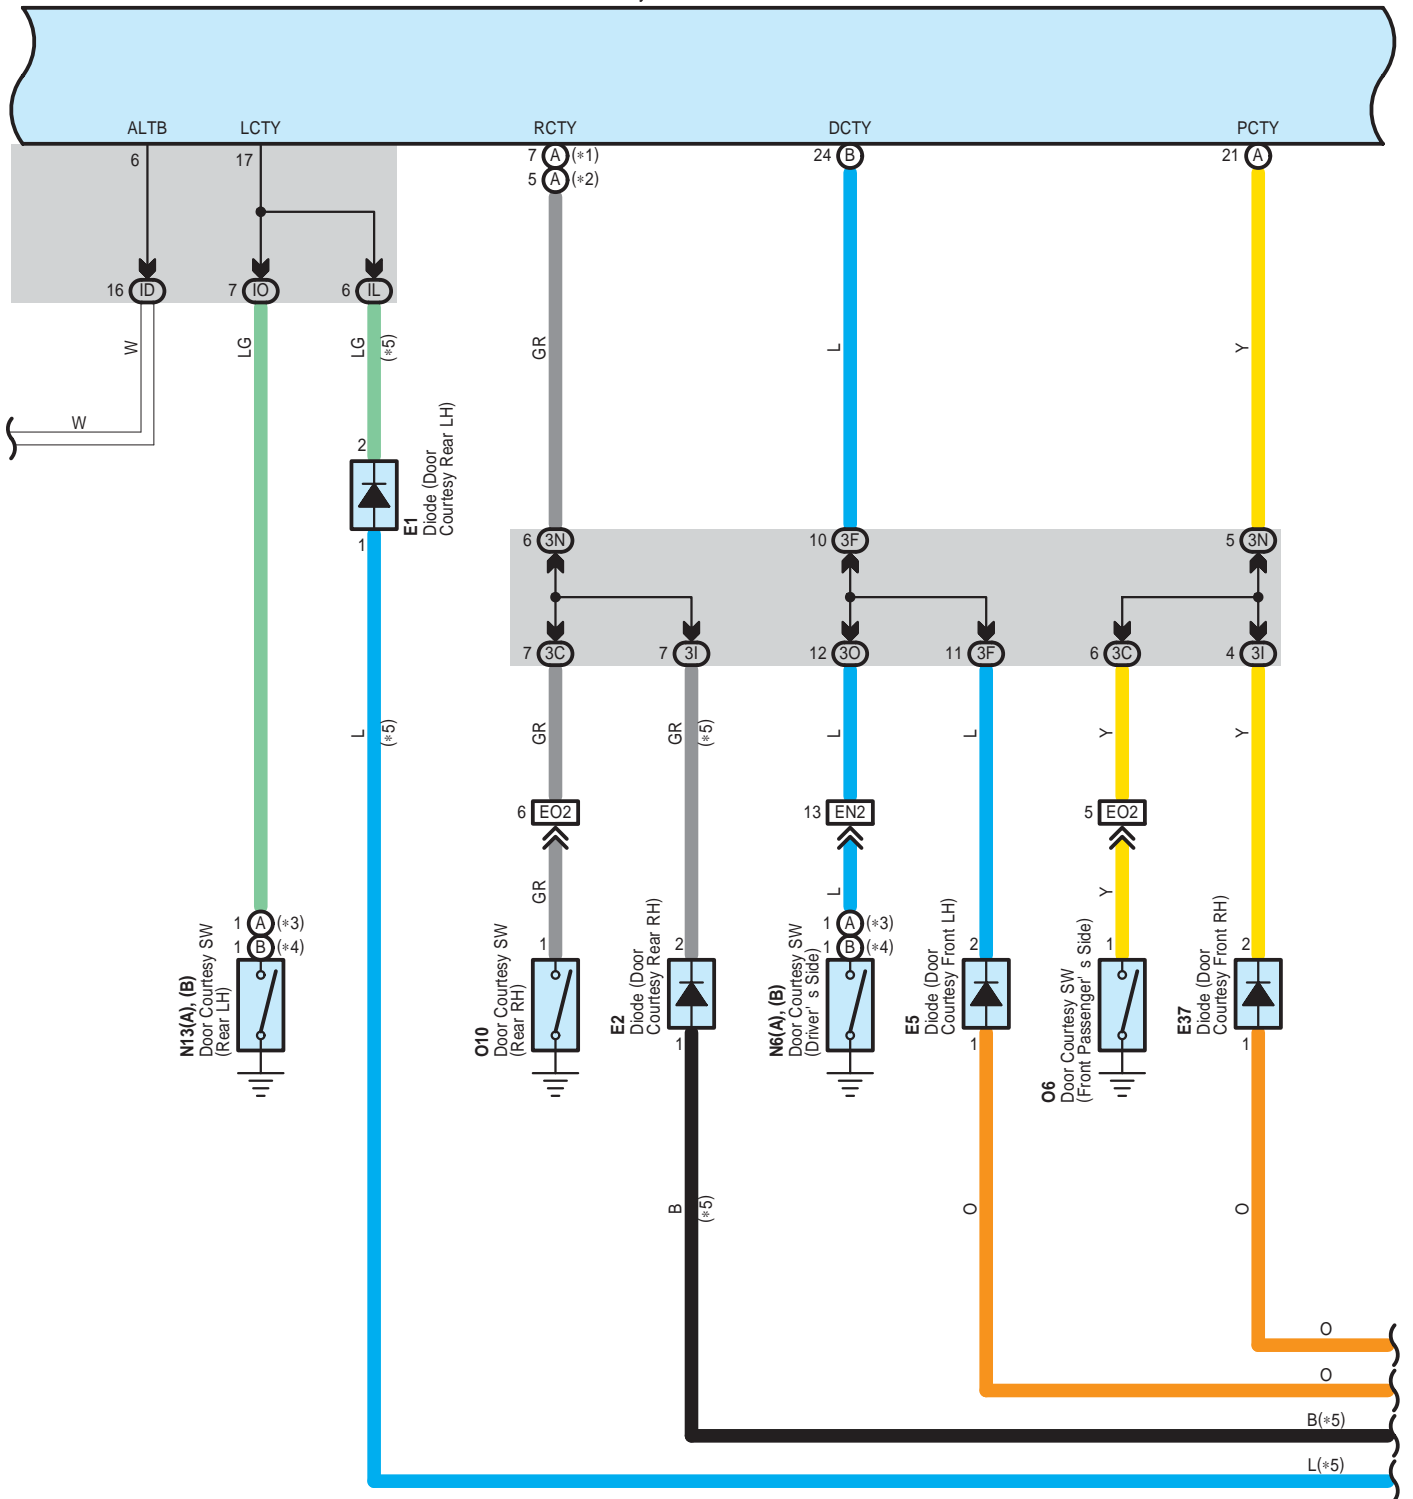 ALTB LCTY RCTY DCTY PCTY
6 17 7 A (*1) 24 B 21 A
5 A (*2)
16 ID 7 IO 6 IL
W LG LG (*5) GR L Y
W
2
E1
Diode (Door
Courtesy Rear LH)
1
6 3N 10 3F 5 3N
7 3C 7 3I 12 3O 11 3F 6 3C 4 3I
L (*5) GR GR (*5) L L Y Y
6 EO2 13 EN2 5 EO2
GR L Y
1 A (*3) 1 A (*3)
1 B (*4) 1 B (*4)
1 2 2 1 2
N13(A), (B)
Door Courtesy SW
(Rear LH)
O10
Door Courtesy SW
(Rear RH)
E2
Diode (Door
Courtesy Rear RH)
N6(A), (B)
Door Courtesy SW
(Driver' s Side)
E5
Diode (Door
Courtesy Front LH)
O6
Door Courtesy SW
(Front Passenger' s Side)
E37
Diode (Door
Courtesy Front RH)
1 1 1
B (*5) O O
O
O
B(*5)
L(*5)